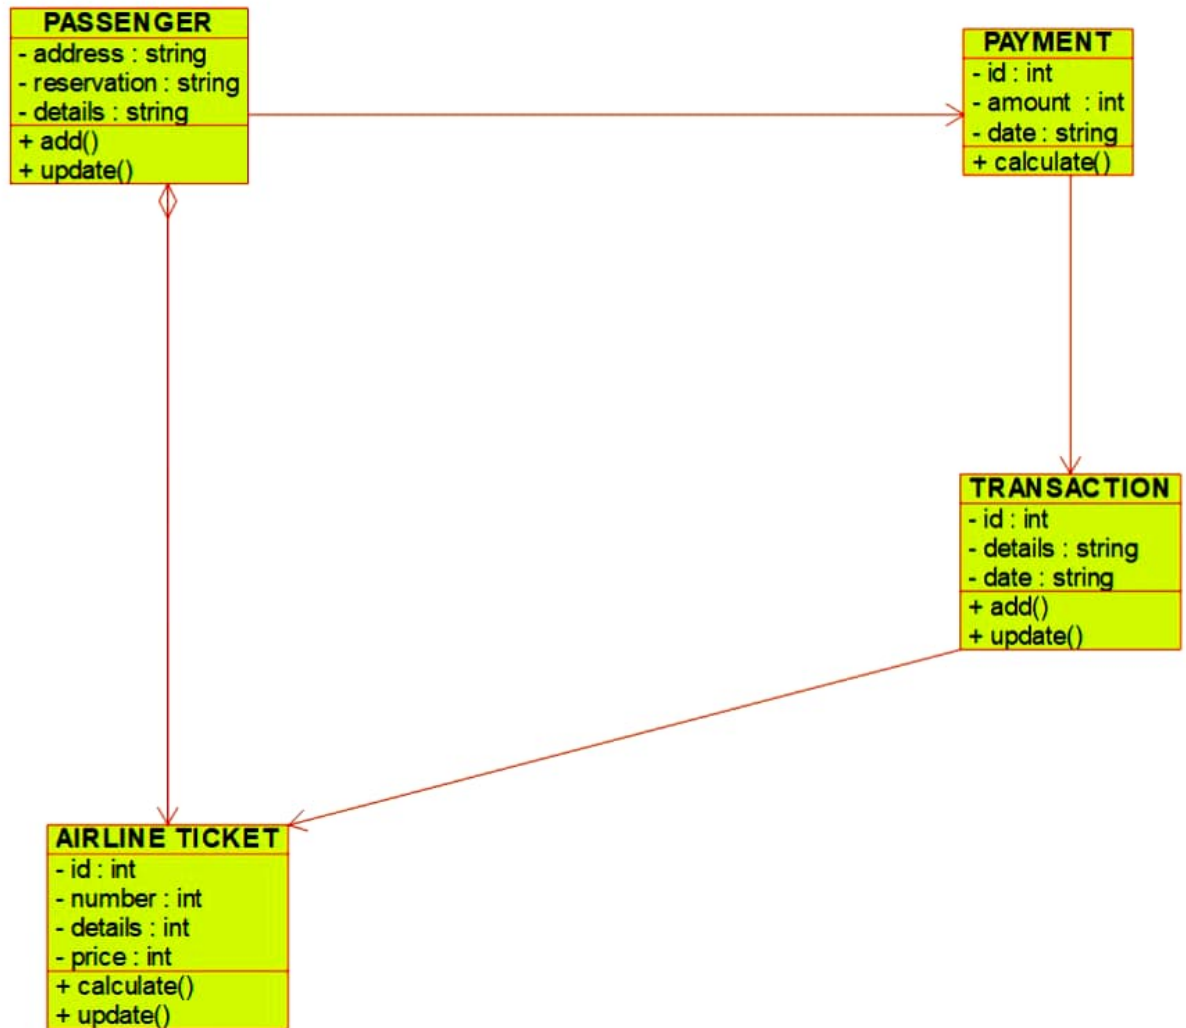 PASSENGER
- address : string
- reservation : string
- details : string
+ add()
+ update()
PAYMENT
- id : int
- amount : int
- date : string
+ calculate()
TRANSACTION
- id : int
- details : string
- date : string
+ add()
+ update()
AIRLINE TICKET
- id : int
- number : int
- details : int
- price : int
+ calculate()
+ update()